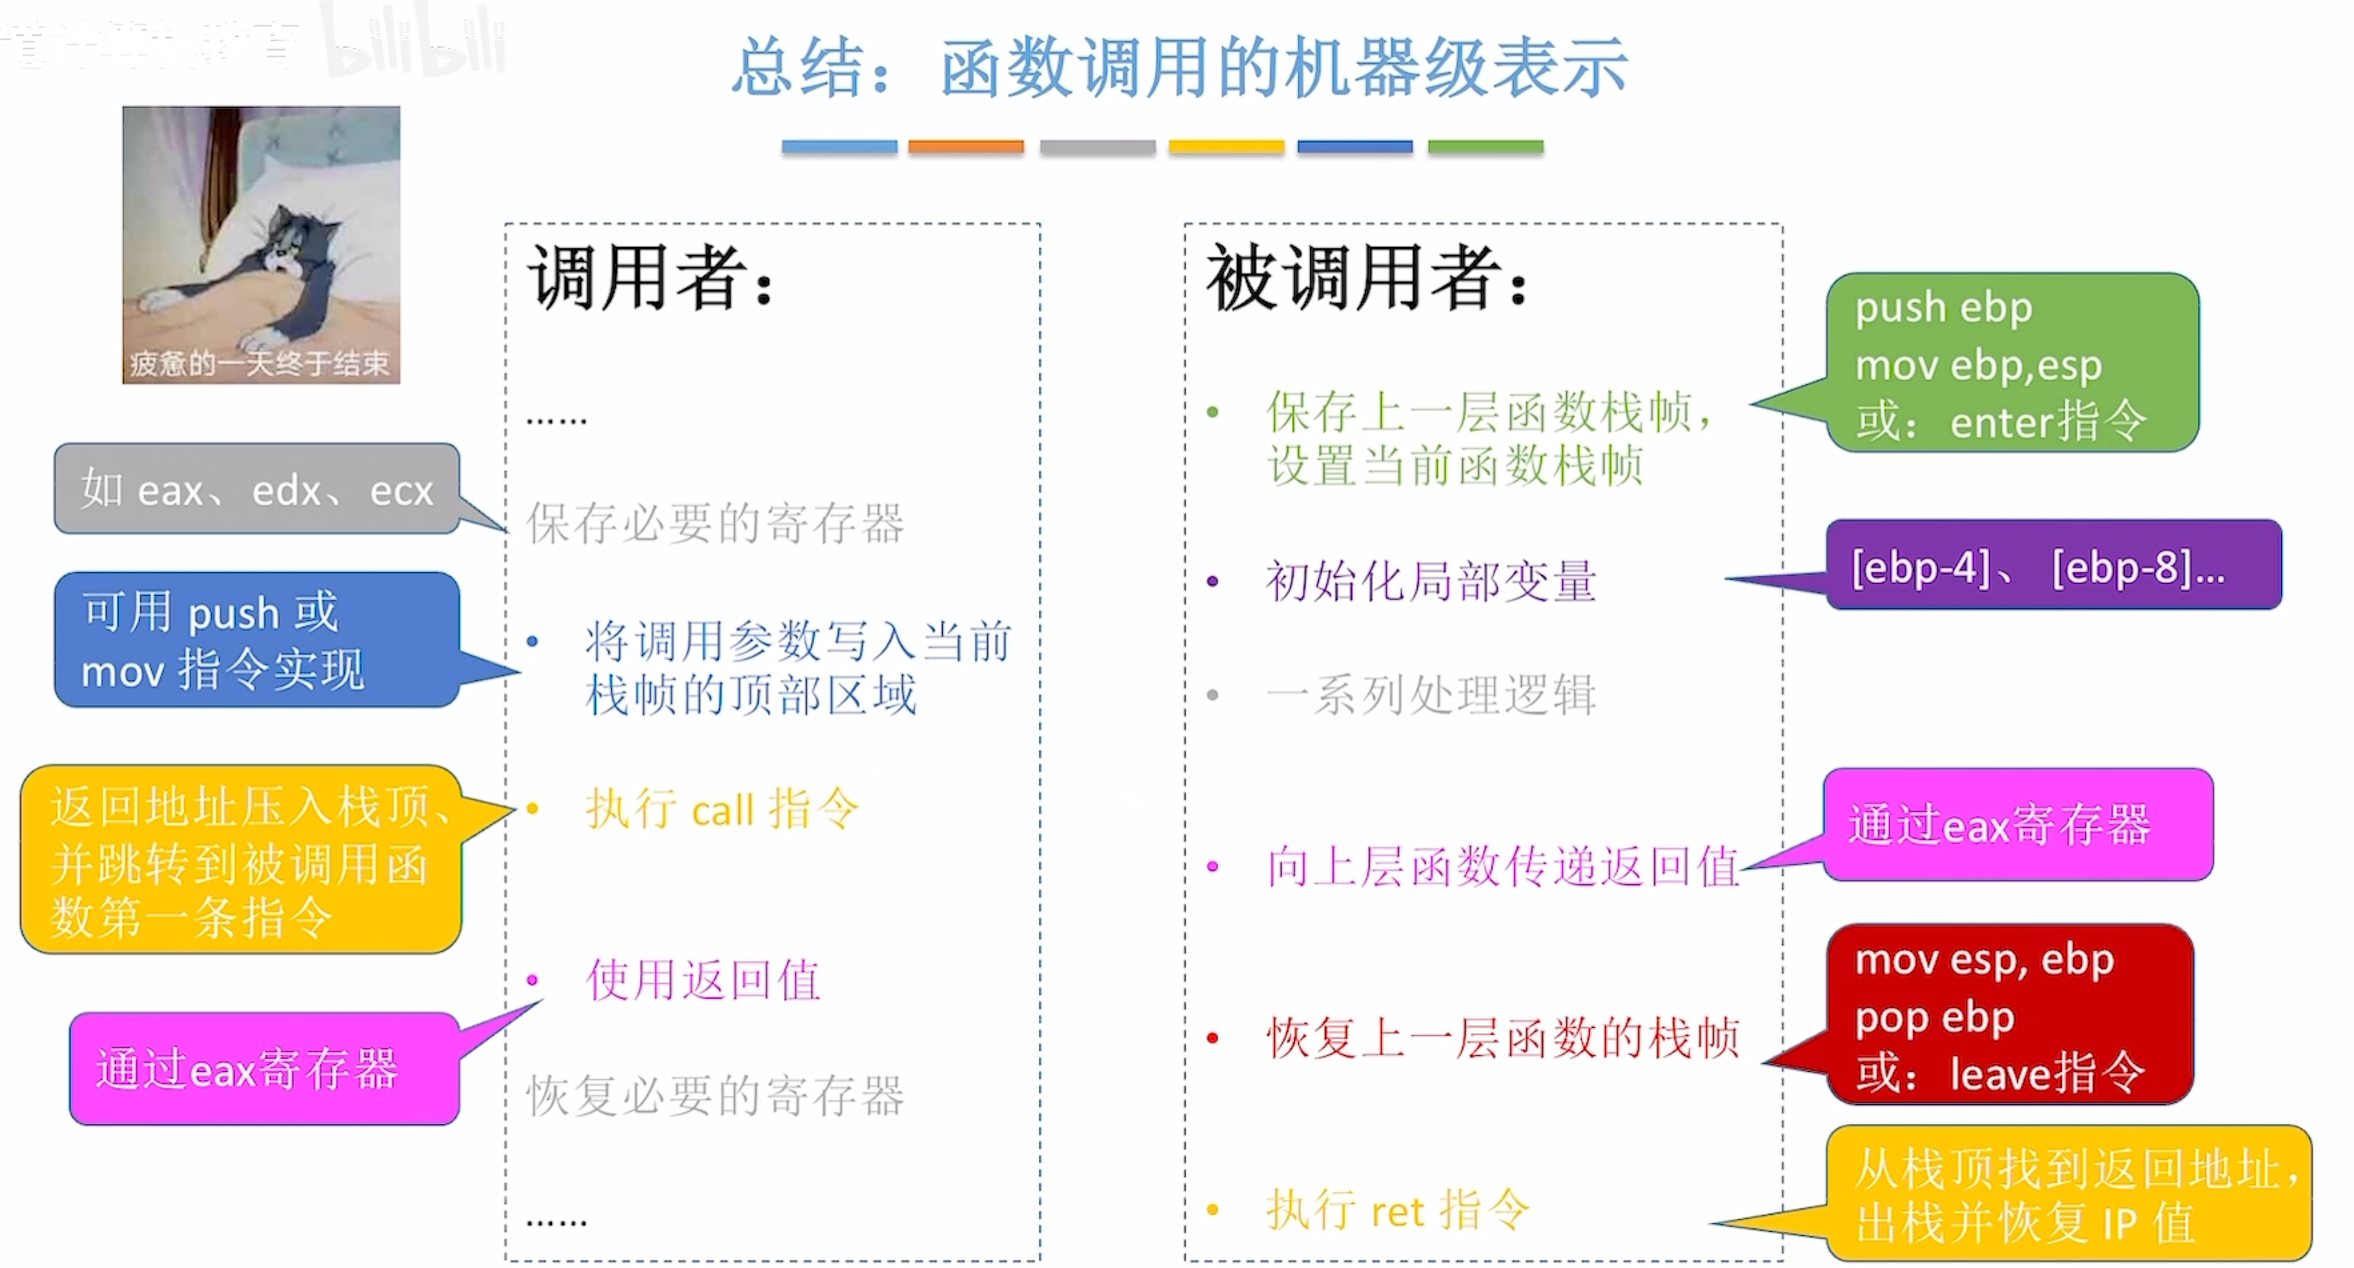 bilibili
总结：函数调用的机器级表示
疲惫的一天终于结束
调用者：
……
保存必要的寄存器
如 eax、edx、ecx
• 将调用参数写入当前
栈帧的顶部区域
可用 push 或
mov 指令实现
• 执行 call 指令
返回地址压入栈顶、
并跳转到被调用函
数第一条指令
• 使用返回值
通过eax寄存器
恢复必要的寄存器
……
被调用者：
• 保存上一层函数栈帧，
设置当前函数栈帧
push ebp
mov ebp,esp
或：enter指令
• 初始化局部变量
[ebp-4]、 [ebp-8]...
• 一系列处理逻辑
• 向上层函数传递返回值
通过eax寄存器
• 恢复上一层函数的栈帧
mov esp, ebp
pop ebp
或：leave指令
• 执行 ret 指令
从栈顶找到返回地址，
出栈并恢复 IP 值